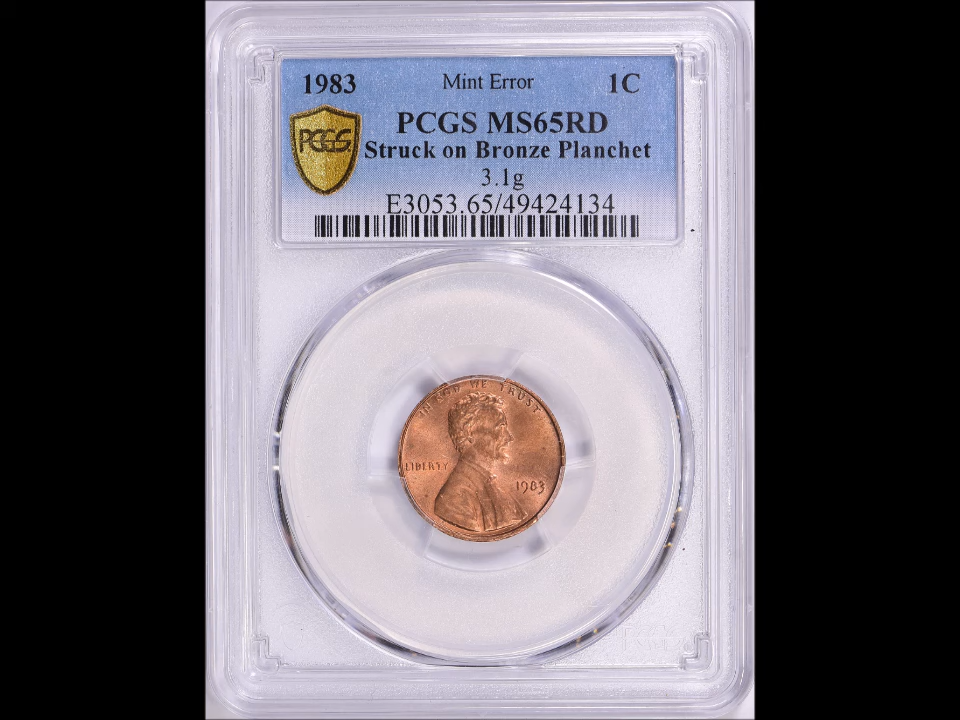 1983 Mint Error 1C
PCGS MS65RD
PCGS
Struck on Bronze Planchet
3.1g
E3053.65/49424134
IN GOD WE TRUST
LIBERTY
1983